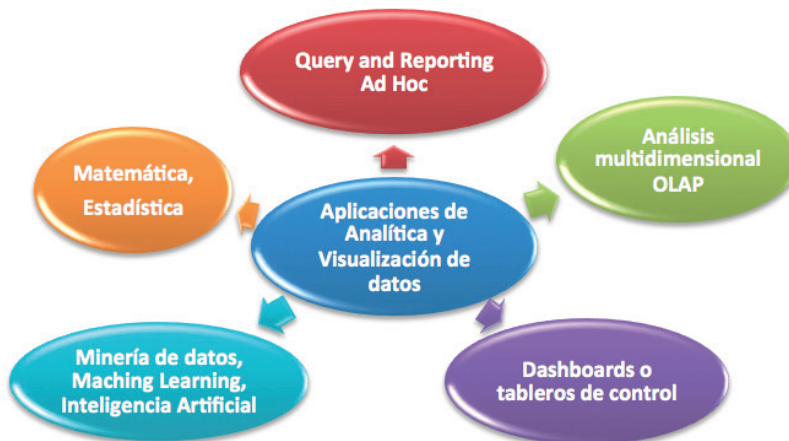 Query and Reporting
Ad Hoc
Análisis
multidimensional
OLAP
Matemática,
Estadística
Aplicaciones de
Analítica y
Visualización de
datos
Minería de datos,
Maching Learning,
Inteligencia Artificial
Dashboards o
tableros de control